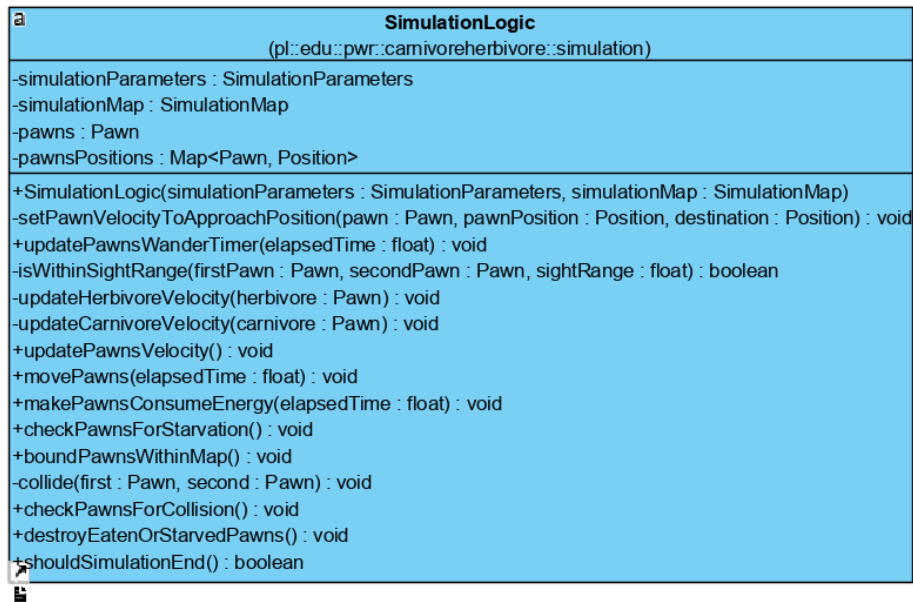 a
SimulationLogic
(pl::edu::pwr::carnivoreherbivore::simulation)
-simulationParameters : SimulationParameters
-simulationMap : SimulationMap
-pawns : Pawn
-pawnsPositions : Map<Pawn, Position>
+SimulationLogic(simulationParameters : SimulationParameters, simulationMap : SimulationMap)
-setPawnVelocityToApproachPosition(pawn : Pawn, pawnPosition : Position, destination : Position) : void
+updatePawnsWanderTimer(elapsedTime : float) : void
-isWithinSightRange(firstPawn : Pawn, secondPawn : Pawn, sightRange : float) : boolean
-updateHerbivoreVelocity(herbivore : Pawn) : void
-updateCarnivoreVelocity(carnivore : Pawn) : void
+updatePawnsVelocity() : void
+movePawns(elapsedTime : float) : void
+makePawnsConsumeEnergy(elapsedTime : float) : void
+checkPawnsForStarvation() : void
+boundPawnsWithinMap() : void
-collide(first : Pawn, second : Pawn) : void
+checkPawnsForCollision() : void
+destroyEatenOrStarvedPawns() : void
+shouldSimulationEnd() : boolean